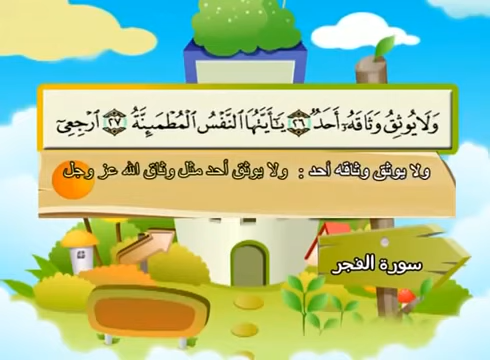 وَلَا يُوثِقُ وَثَاقَهُۥٓ أَحَدٌ ٢٦ يَٰٓأَيَّتُهَا ٱلنَّفْسُ ٱلْمُطْمَئِنَّةُ ٢٧ ٱرْجِعِىٓ
ولا يوثق وثاقه أحد : ولا يوثق أحد مثل وثاق الله عز وجل
سورة الفجر